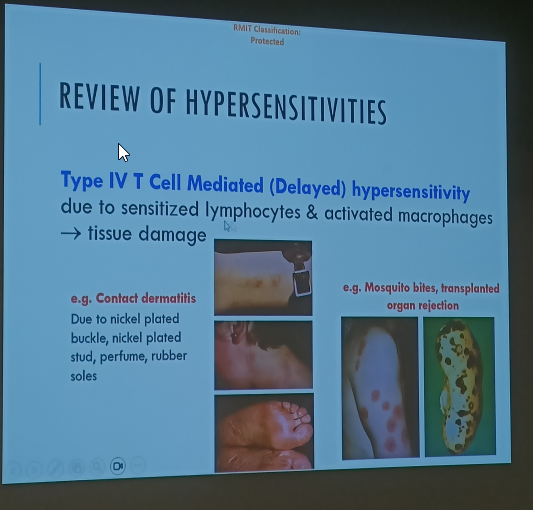 RMIT Classification:
Protected
REVIEW OF HYPERSENSITIVITIES
Type IV T Cell Mediated (Delayed) hypersensitivity
due to sensitized lymphocytes & activated macrophages
→ tissue damage
e.g. Contact dermatitis
Due to nickel plated
buckle, nickel plated
stud, perfume, rubber
soles
e.g. Mosquito bites, transplanted
organ rejection